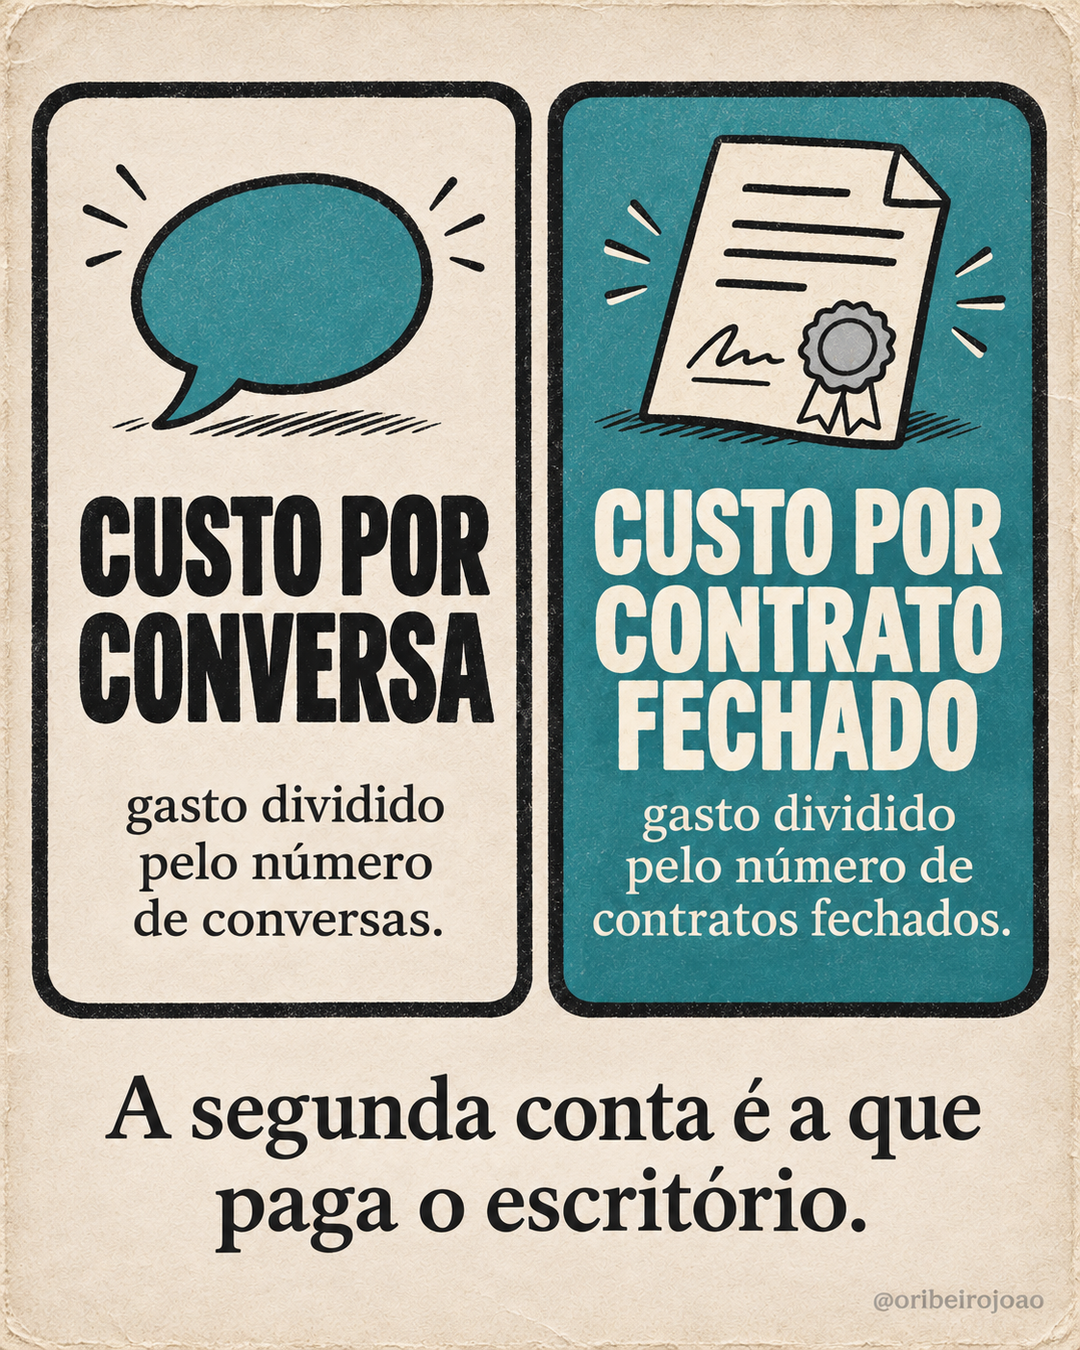 CUSTO POR
CONVERSA
gasto dividido
pelo número
de conversas.
CUSTO POR
CONTRATO
FECHADO
gasto dividido
pelo número de
contratos fechados.
A segunda conta é a que
paga o escritório.
@oribeirojoao